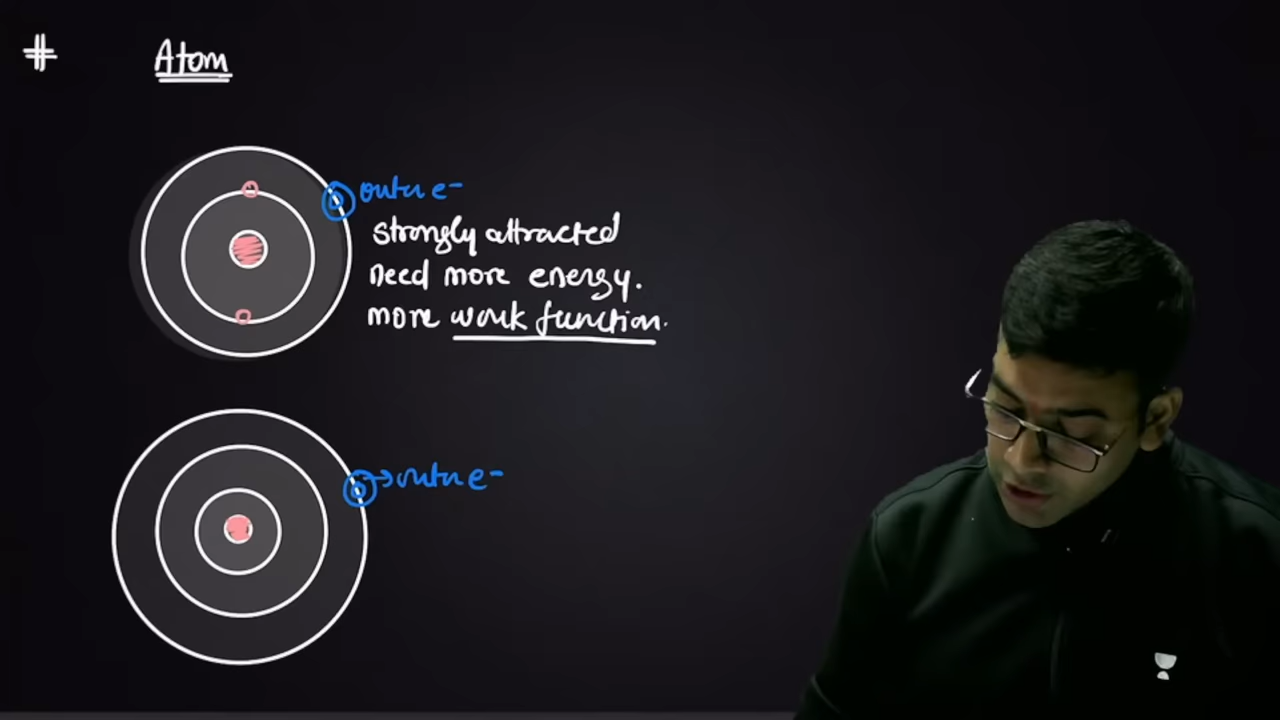 # Atom
outer e-
strongly attracted
need more energy.
more work function.
outer e-